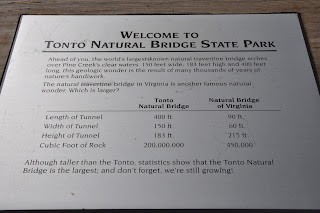 WELCOME TO
TONTO NATURAL BRIDGE STATE PARK
Ahead of you, the world's largest known natural travertine bridge arches
over Pine Creek's clear waters. 150 feet wide, 183 feet high and 400 feet
long, this geologic wonder is the result of many thousands of years of
nature's handiwork.
The natural travertine bridge in Virginia is another famous natural
wonder. Which is larger?
Tonto Natural Bridge
Natural Bridge of Virginia
Length of Tunnel 400 ft. 90 ft.
Width of Tunnel 150 ft. 60 ft.
Height of Tunnel 183 ft. 215 ft.
Cubic Foot of Rock 200,000,000 450,000
Although taller than the Tonto, statistics show that the Tonto Natural
Bridge is the largest; and don't forget, we're still growing!